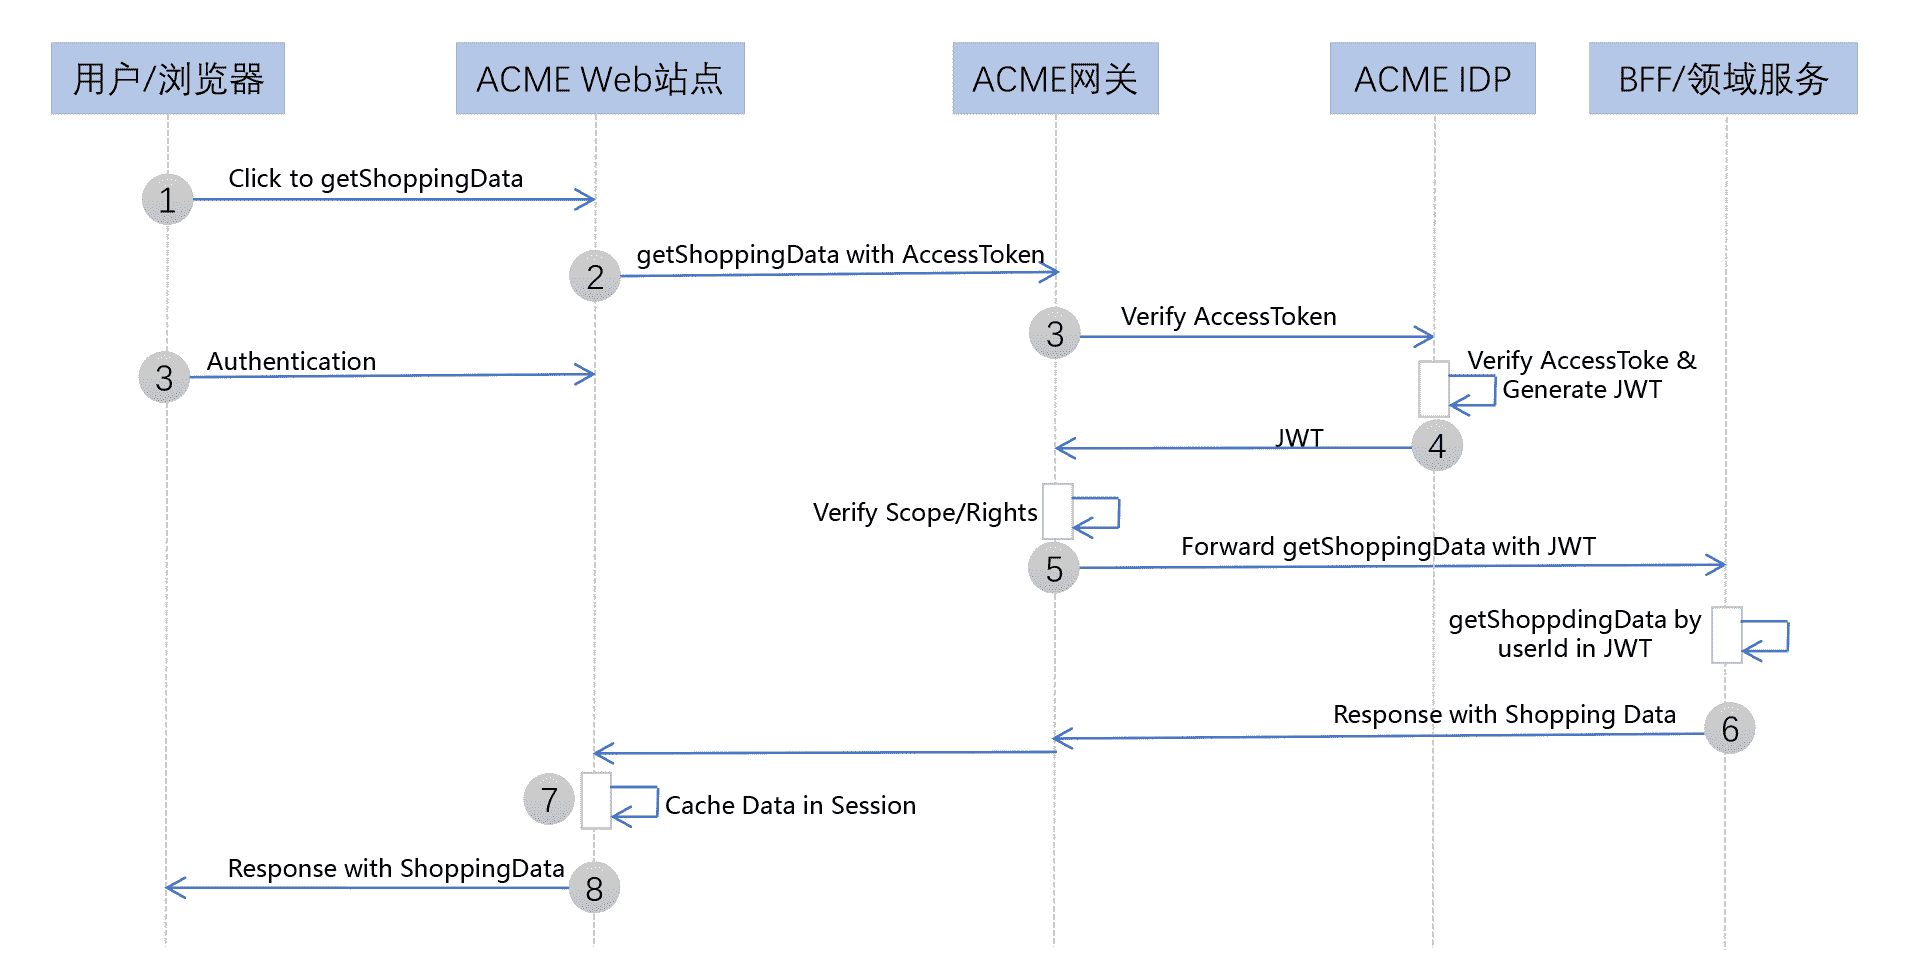 用户/浏览器
ACME Web站点
ACME网关
ACME IDP
BFF/领域服务
1
Click to getShoppingData
2
getShoppingData with AccessToken
3
Verify AccessToken
3
Authentication
Verify AccessToke &
Generate JWT
JWT
4
Verify Scope/Rights
5
Forward getShoppingData with JWT
getShoppdingData by
userId in JWT
Response with Shopping Data
6
7
Cache Data in Session
Response with ShoppingData
8